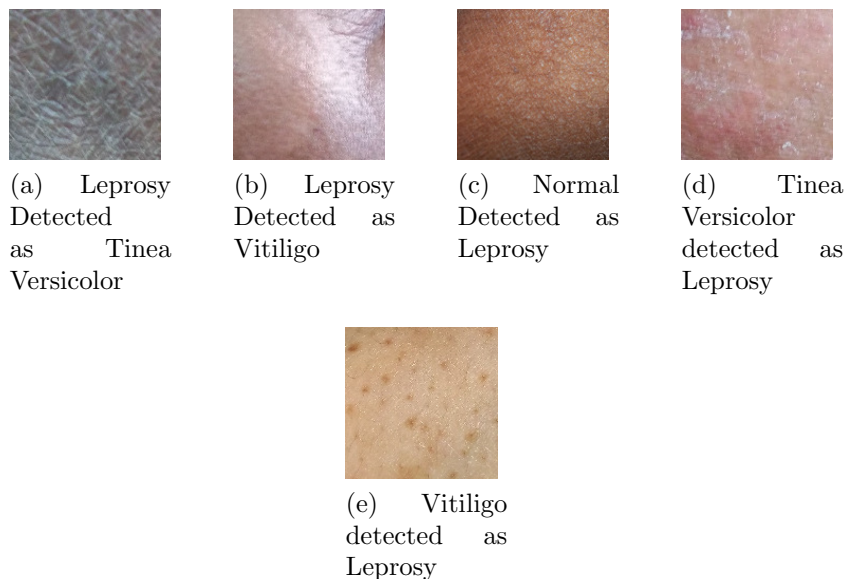 (a) Leprosy
Detected
as Tinea
Versicolor
(b) Leprosy
Detected as
Vitiligo
(c) Normal
Detected as
Leprosy
(d) Tinea
Versicolor
detected as
Leprosy
(e) Vitiligo
detected as
Leprosy